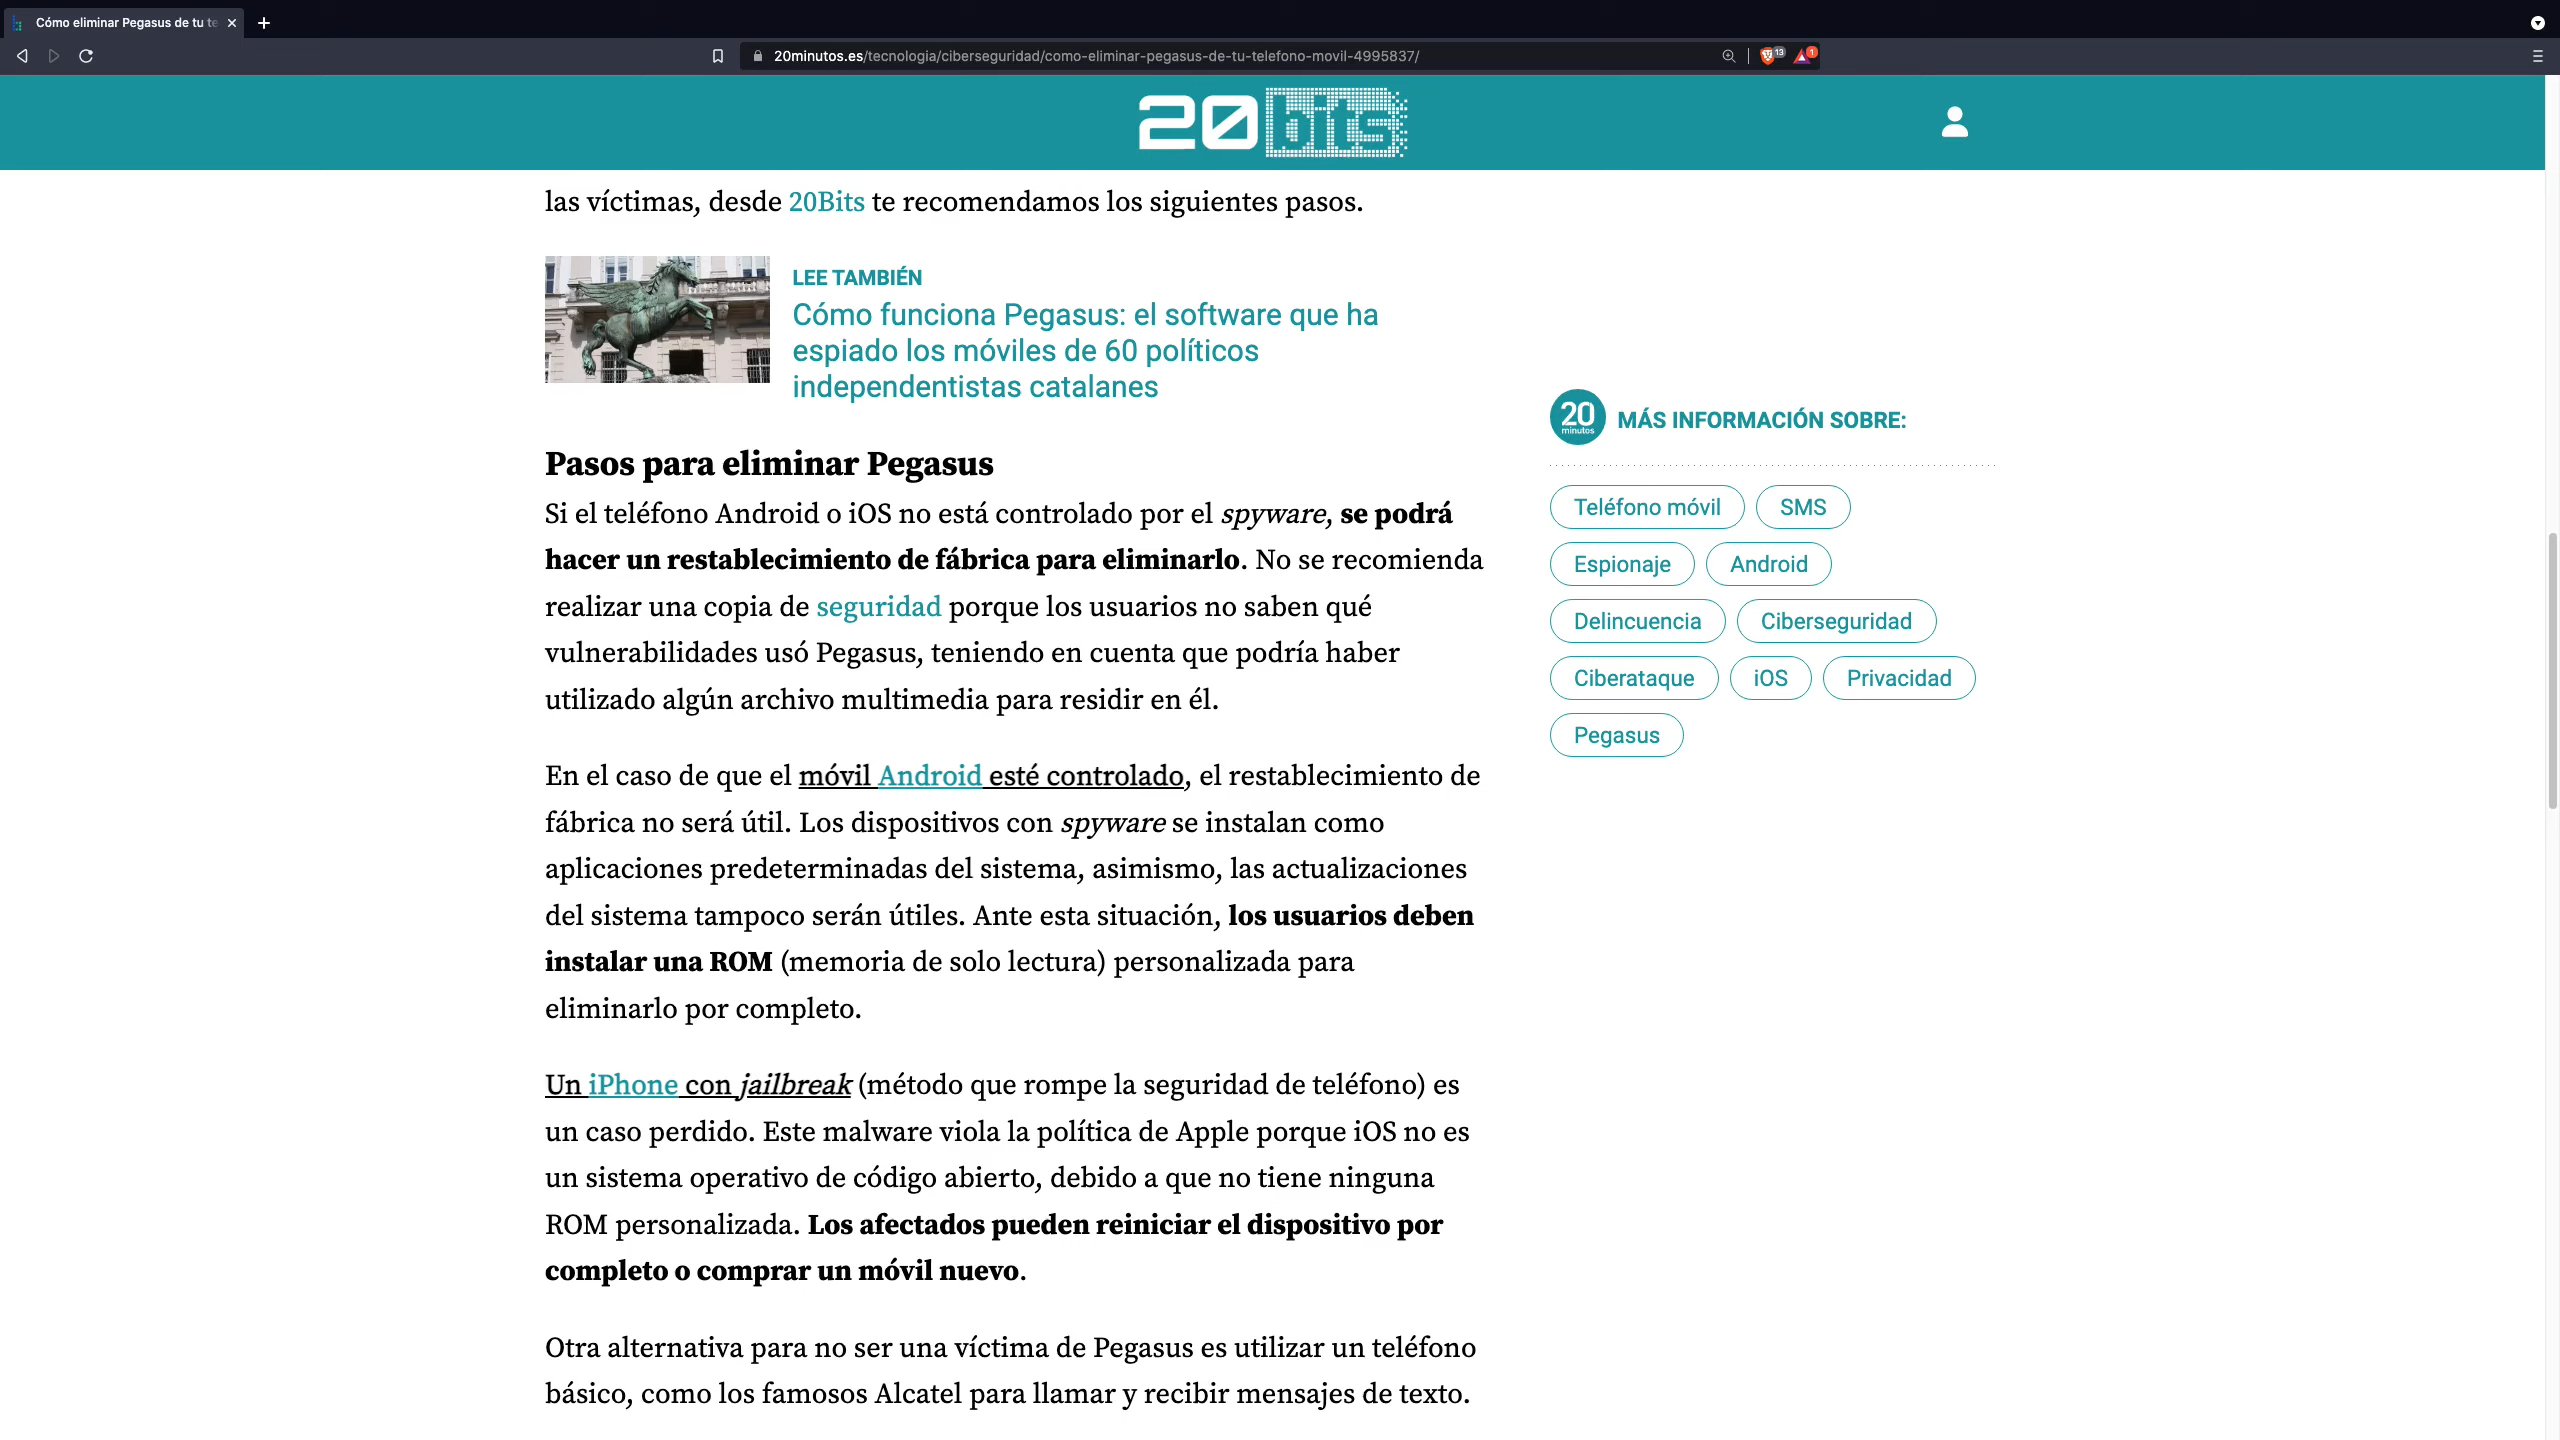 Cómo eliminar Pegasus de tu te
20minutos.es/tecnologia/ciberseguridad/como-eliminar-pegasus-de-tu-telefono-movil-4995837/
13
1
20bits
las víctimas, desde 20Bits te recomendamos los siguientes pasos.
LEE TAMBIÉN
Cómo funciona Pegasus: el software que ha
espiado los móviles de 60 políticos
independentistas catalanes
Pasos para eliminar Pegasus
Si el teléfono Android o iOS no está controlado por el spyware, se podrá
hacer un restablecimiento de fábrica para eliminarlo. No se recomienda
realizar una copia de seguridad porque los usuarios no saben qué
vulnerabilidades usó Pegasus, teniendo en cuenta que podría haber
utilizado algún archivo multimedia para residir en él.
En el caso de que el móvil Android esté controlado, el restablecimiento de
fábrica no será útil. Los dispositivos con spyware se instalan como
aplicaciones predeterminadas del sistema, asimismo, las actualizaciones
del sistema tampoco serán útiles. Ante esta situación, los usuarios deben
instalar una ROM (memoria de solo lectura) personalizada para
eliminarlo por completo.
Un iPhone con jailbreak (método que rompe la seguridad de teléfono) es
un caso perdido. Este malware viola la política de Apple porque iOS no es
un sistema operativo de código abierto, debido a que no tiene ninguna
ROM personalizada. Los afectados pueden reiniciar el dispositivo por
completo o comprar un móvil nuevo.
Otra alternativa para no ser una víctima de Pegasus es utilizar un teléfono
básico, como los famosos Alcatel para llamar y recibir mensajes de texto.
20
minutos
MÁS INFORMACIÓN SOBRE:
Teléfono móvil
SMS
Espionaje
Android
Delincuencia
Ciberseguridad
Ciberataque
iOS
Privacidad
Pegasus